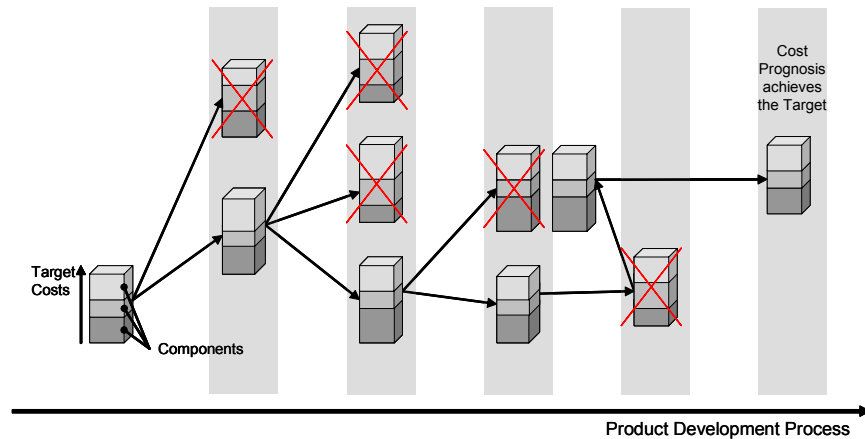 Cost
Prognosis
achieves
the Target
Target
Costs
Components
Product Development Process